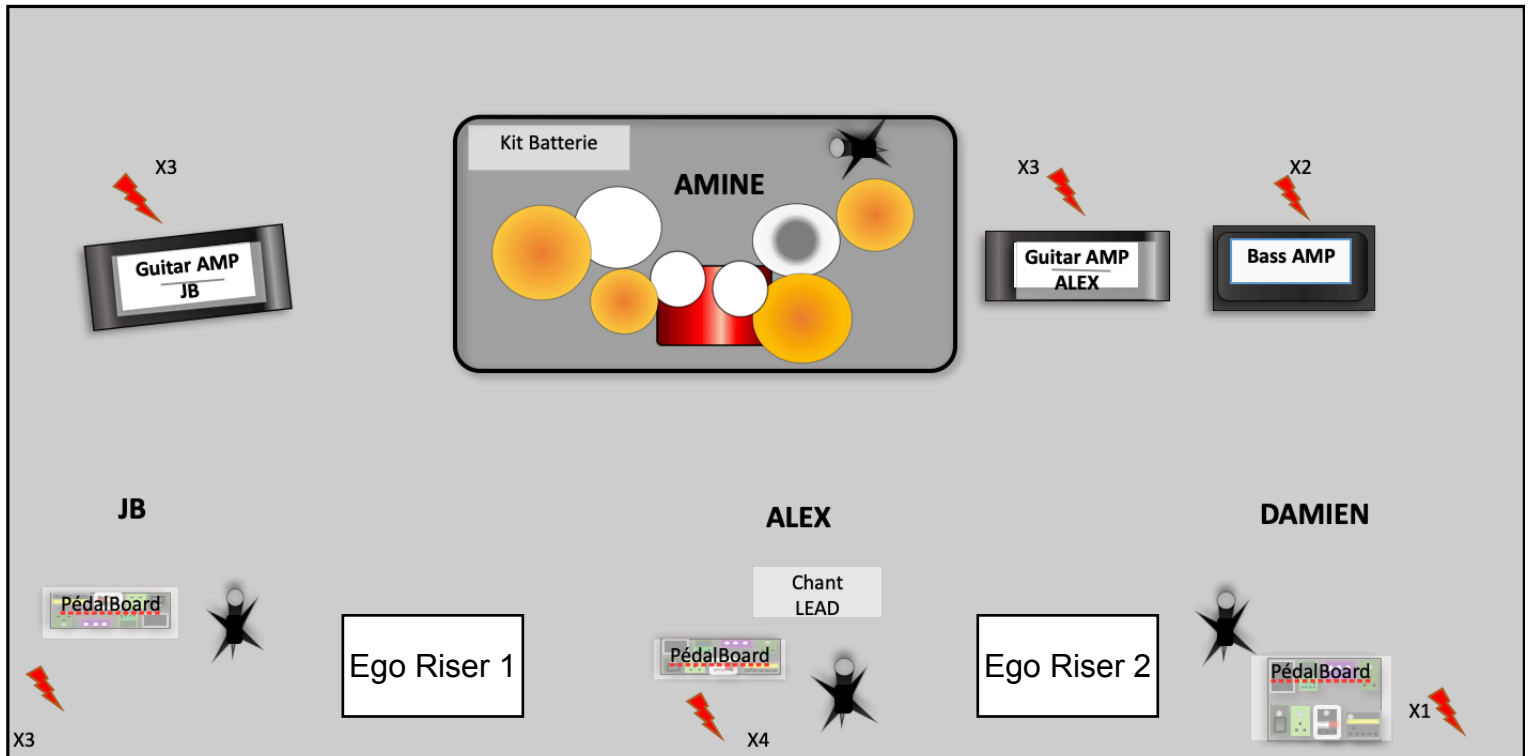 Kit Batterie
X3
AMINE
X3
X2
Guitar AMP
JB
Guitar AMP
ALEX
Bass AMP
JB
ALEX
DAMIEN
Chant
LEAD
PédalBoard
Ego Riser 1
PédalBoard
Ego Riser 2
PédalBoard
X3
X4
X1